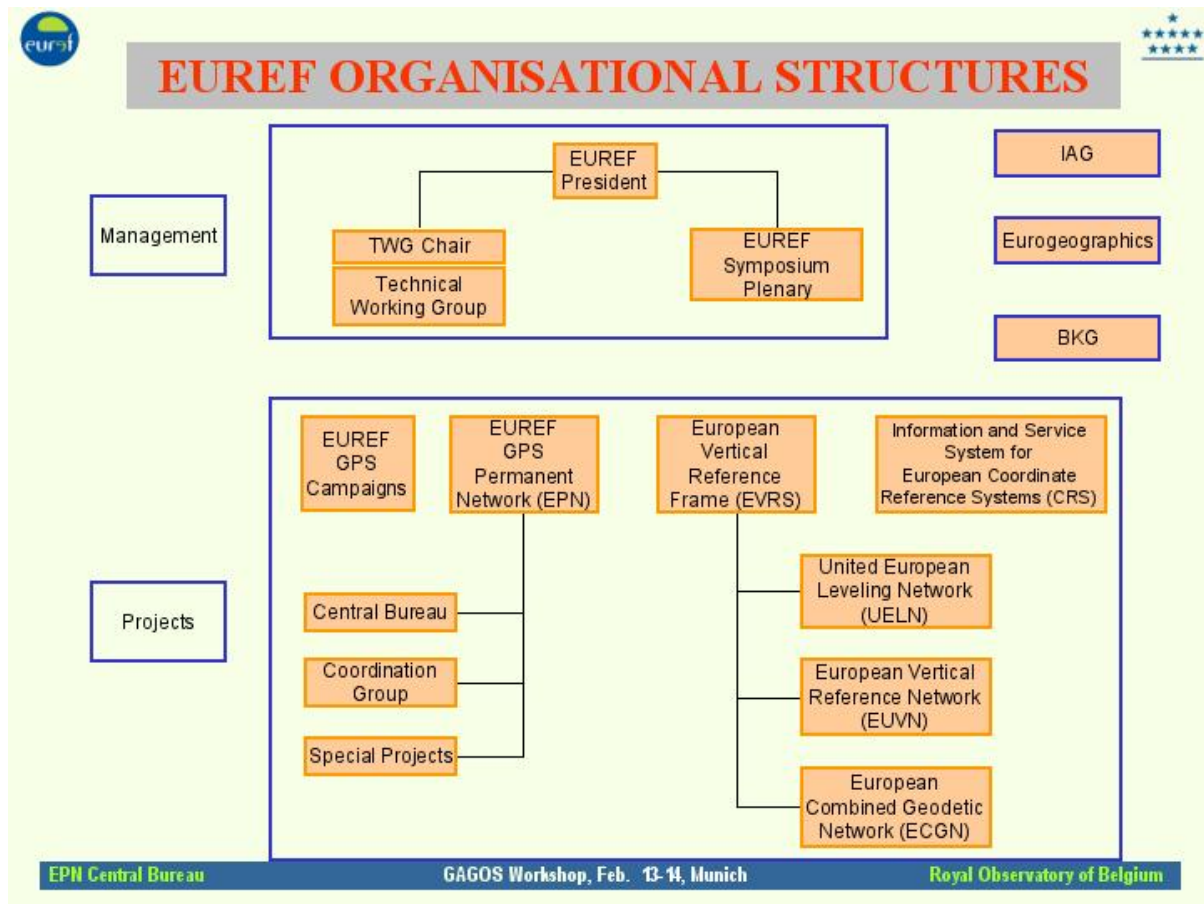 euref
EUREF ORGANISATIONAL STRUCTURES
Management
EUREF
President
TWG Chair
Technical
Working Group
EUREF
Symposium
Plenary
IAG
Eurogeographics
BKG
Projects
EUREF
GPS
Campaigns
EUREF
GPS
Permanent
Network (EPN)
European
Vertical
Reference
Frame (EVRS)
Information and Service
System for
European Coordinate
Reference Systems (CRS)
Central Bureau
Coordination
Group
Special Projects
United European
Leveling Network
(UELN)
European Vertical
Reference Network
(EUVN)
European
Combined Geodetic
Network (ECGN)
EPN Central Bureau
GAGOS Workshop, Feb. 13-14, Munich
Royal Observatory of Belgium